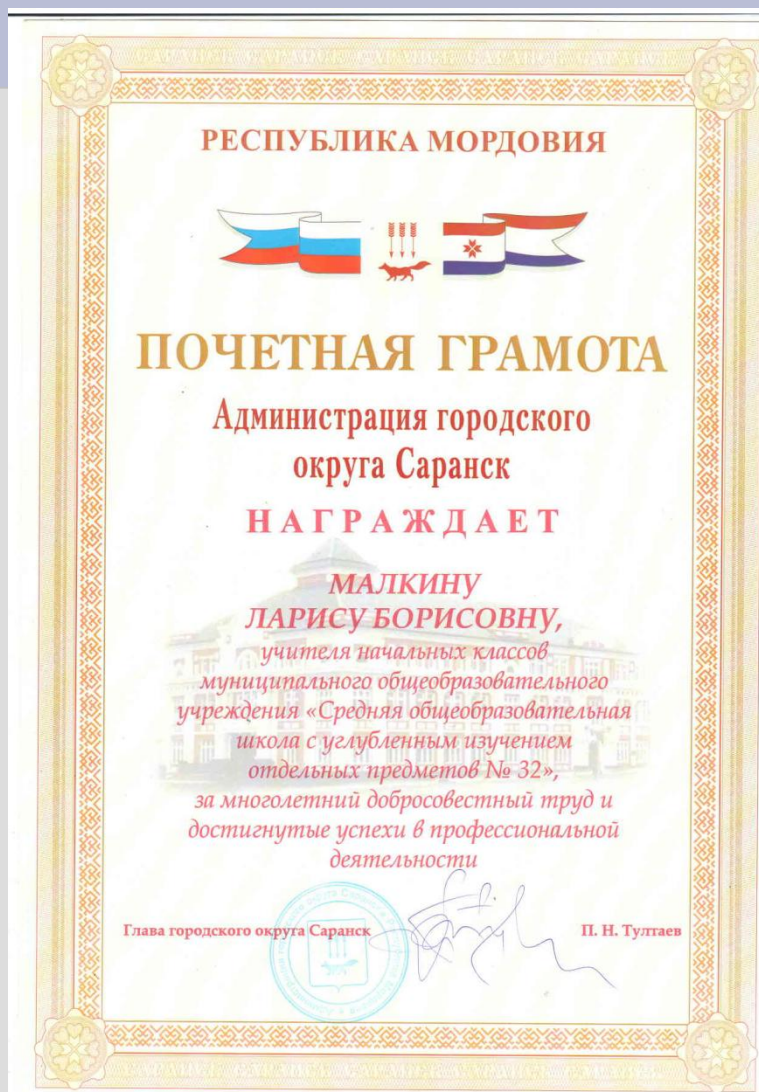 РЕСПУБЛИКА МОРДОВИЯ
ПОЧЕТНАЯ ГРАМОТА
Администрация городского
округа Саранск
НАГРАЖДАЕТ
МАЛКИНУ
ЛАРИСУ БОРИСОВНУ,
учителя начальных классов
муниципального общеобразовательного
учреждения «Средняя общеобразовательная
школа с углубленным изучением
отдельных предметов № 32»,
за многолетний добросовестный труд и
достигнутые успехи в профессиональной
деятельности
Глава городского округа Саранск
П. Н. Тултаев